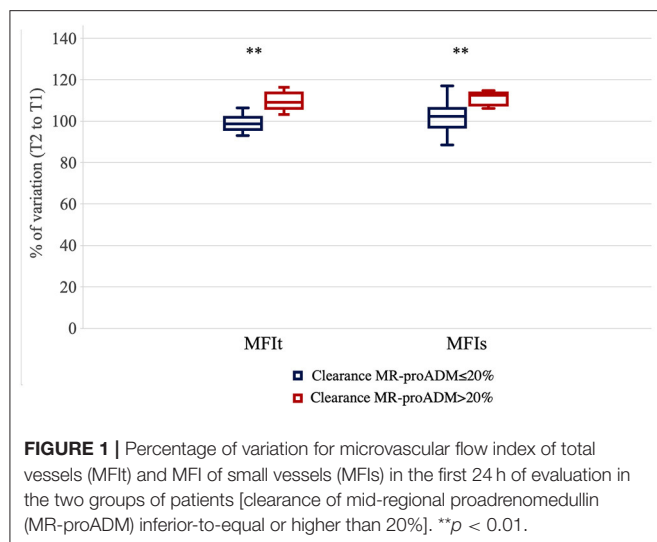 140
120
100
80
60
40
20
0
% of variation (T2 to T1)
** **
MFIt MFIs
Clearance MR-proADM≤20%
Clearance MR-proADM>20%
FIGURE 1 | Percentage of variation for microvascular flow index of total
vessels (MFIt) and MFI of small vessels (MFIs) in the first 24 h of evaluation in
the two groups of patients [clearance of mid-regional proadrenomedullin
(MR-proADM) inferior-to-equal or higher than 20%]. **p < 0.01.